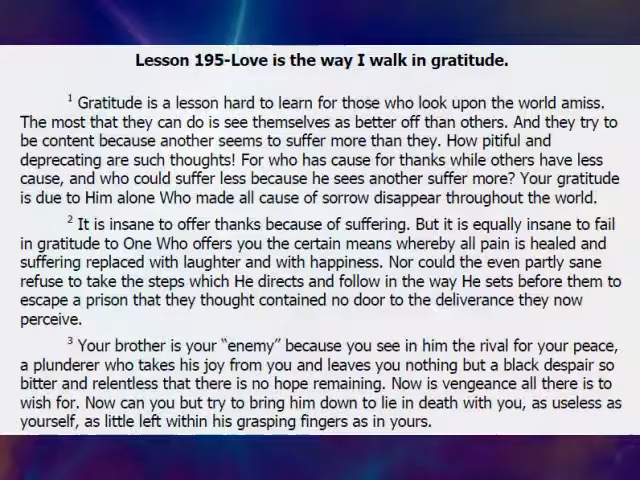 Lesson 195-Love is the way I walk in gratitude.
1 Gratitude is a lesson hard to learn for those who look upon the world amiss.
The most that they can do is see themselves as better off than others. And they try to
be content because another seems to suffer more than they. How pitiful and
deprecating are such thoughts! For who has cause for thanks while others have less
cause, and who could suffer less because he sees another suffer more? Your gratitude
is due to Him alone Who made all cause of sorrow disappear throughout the world.
2 It is insane to offer thanks because of suffering. But it is equally insane to fail
in gratitude to One Who offers you the certain means whereby all pain is healed and
suffering replaced with laughter and with happiness. Nor could the even partly sane
refuse to take the steps which He directs and follow in the way He sets before them to
escape a prison that they thought contained no door to the deliverance they now
perceive.
3 Your brother is your “enemy” because you see in him the rival for your peace,
a plunderer who takes his joy from you and leaves you nothing but a black despair so
bitter and relentless that there is no hope remaining. Now is vengeance all there is to
wish for. Now can you but try to bring him down to lie in death with you, as useless as
yourself, as little left within his grasping fingers as in yours.